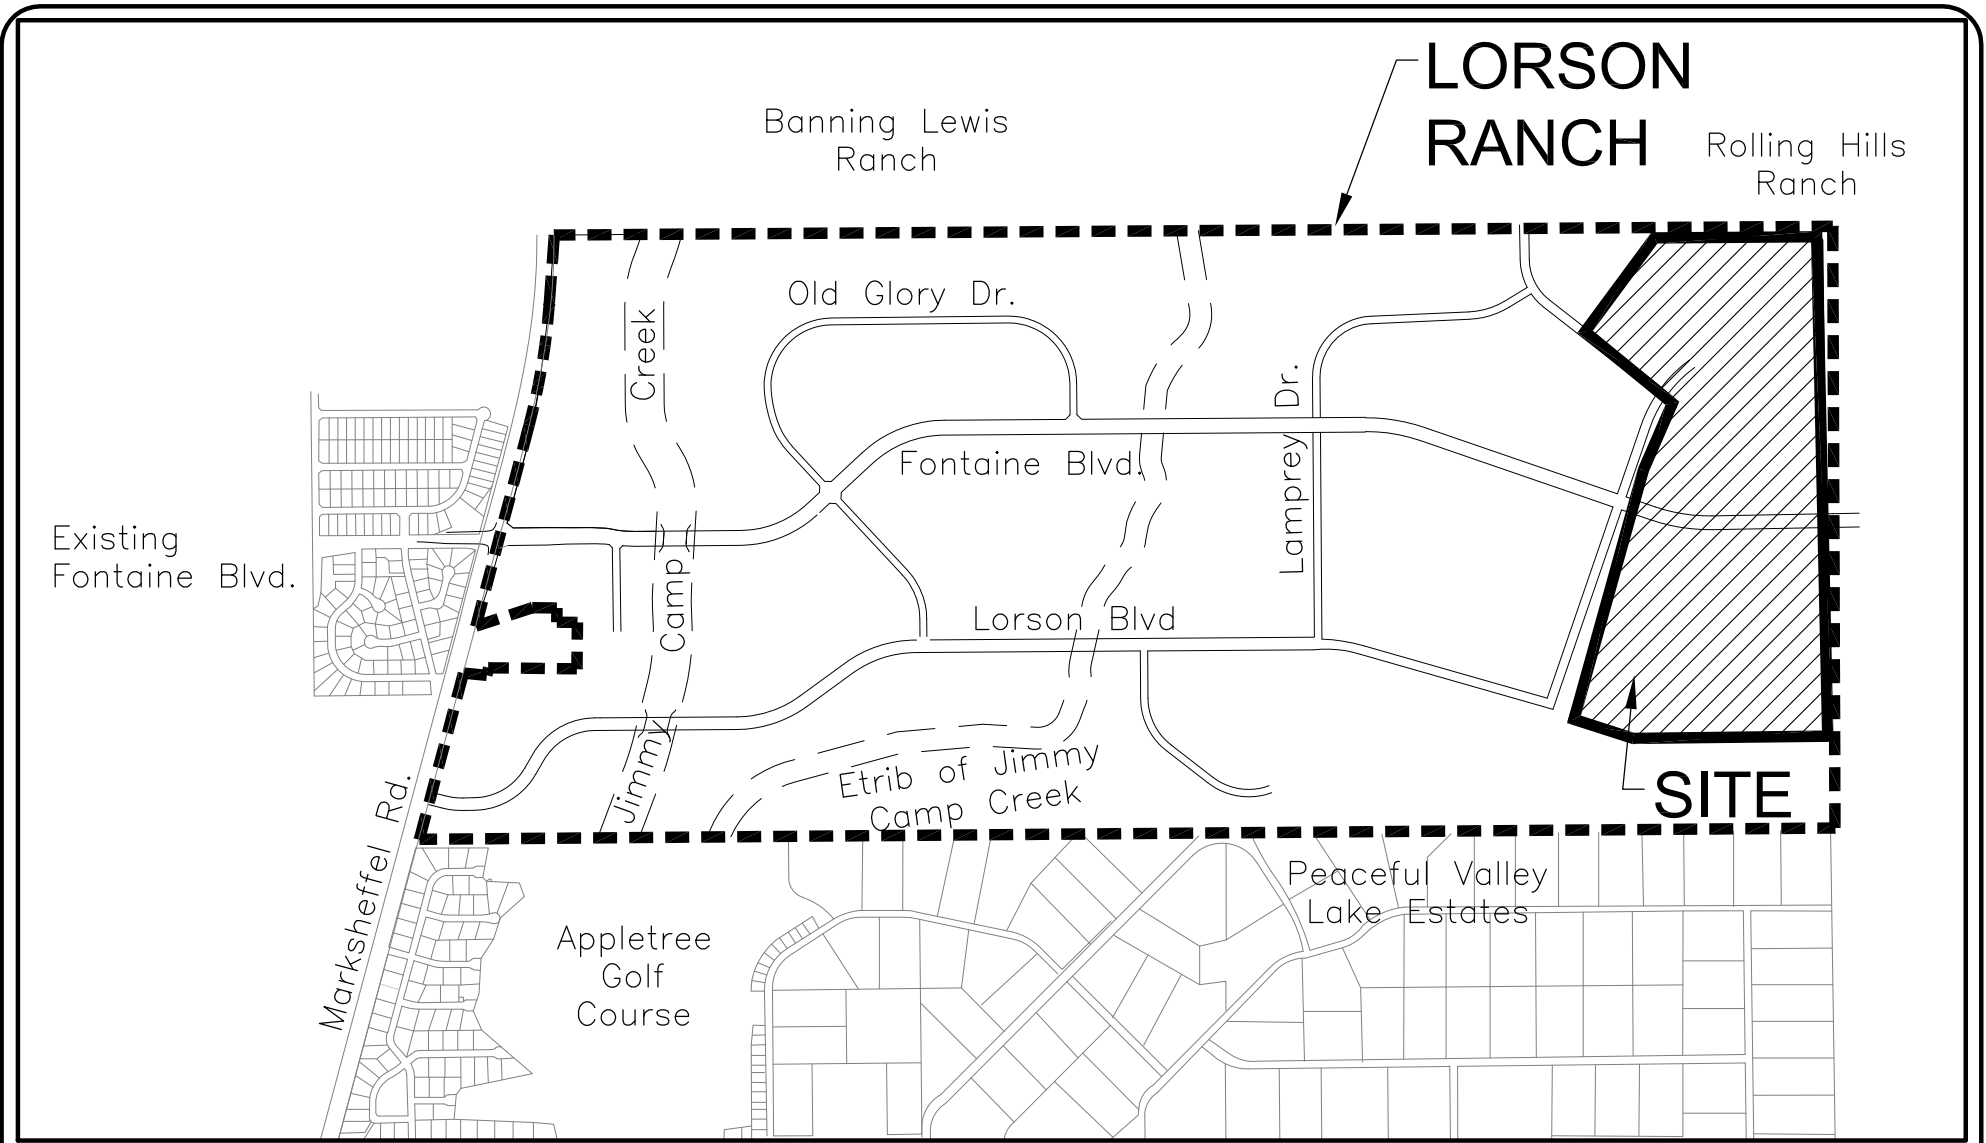 LORSON
RANCH
Banning Lewis
Ranch
Rolling Hills
Ranch
Old Glory Dr.
Creek
Lamprey Dr.
Fontaine Blvd.
Existing
Fontaine Blvd.
Camp
Lorson Blvd
Jimmy
Etrib of Jimmy
Camp Creek
SITE
Marksheffel Rd.
Peaceful Valley
Lake Estates
Appletree
Golf
Course